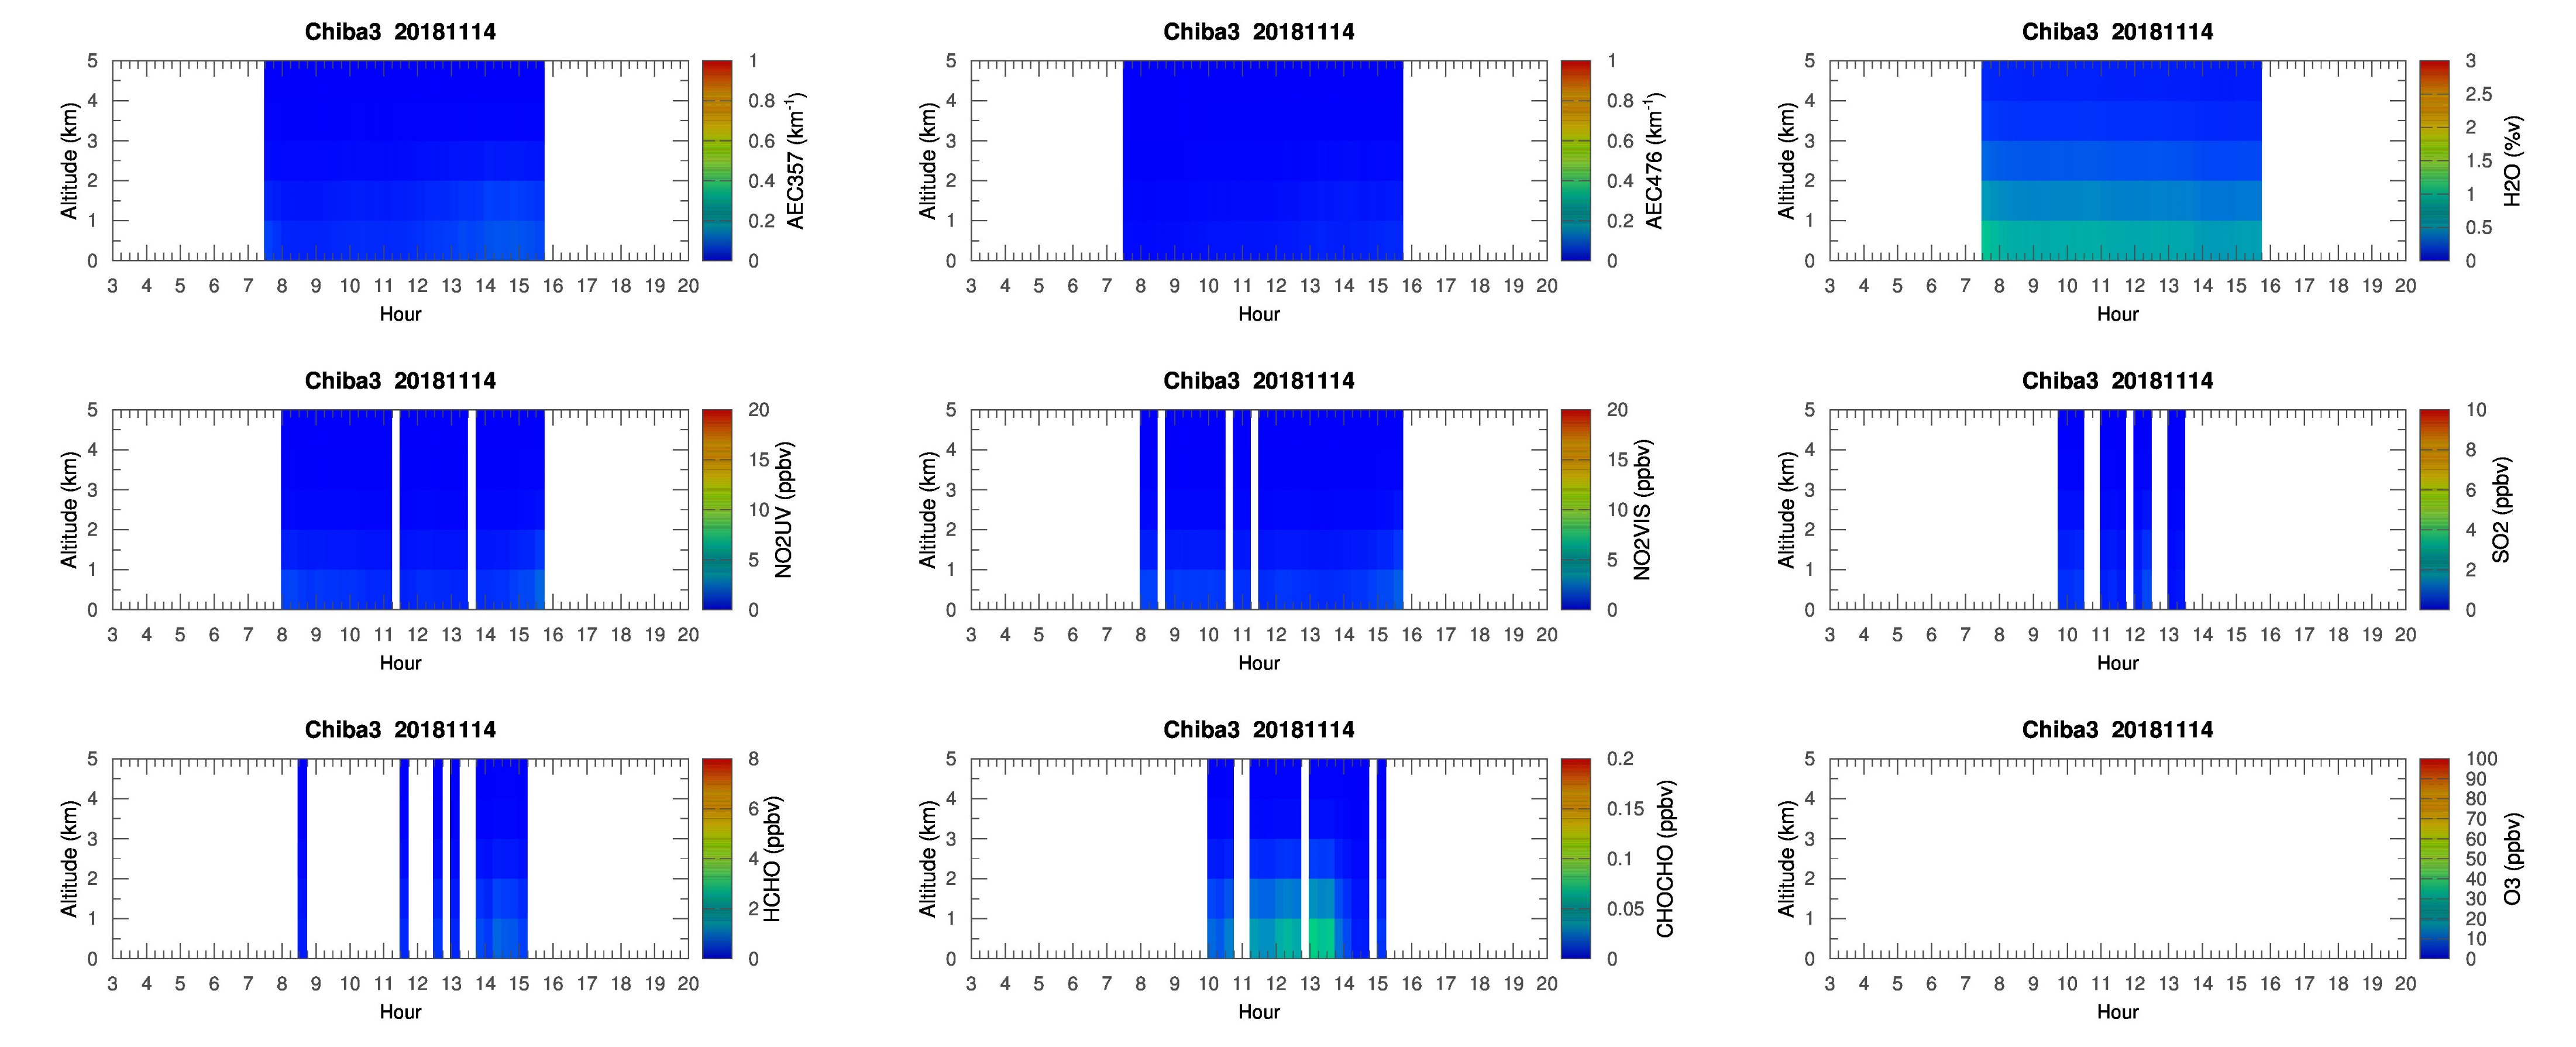 Chiba3 20181114
Chiba3 20181114
Chiba3 20181114
5
4
3
2
1
0
Altitude (km)
3 4 5 6 7 8 9 10 11 12 13 14 15 16 17 18 19 20
Hour
1
0.8
0.6
0.4
0.2
0
AEC357 (km-1)
5
4
3
2
1
0
Altitude (km)
3 4 5 6 7 8 9 10 11 12 13 14 15 16 17 18 19 20
Hour
1
0.8
0.6
0.4
0.2
0
AEC476 (km-1)
5
4
3
2
1
0
Altitude (km)
3 4 5 6 7 8 9 10 11 12 13 14 15 16 17 18 19 20
Hour
3
2.5
2
1.5
1
0.5
0
H2O (%v)
Chiba3 20181114
Chiba3 20181114
Chiba3 20181114
5
4
3
2
1
0
Altitude (km)
3 4 5 6 7 8 9 10 11 12 13 14 15 16 17 18 19 20
Hour
20
15
10
5
0
NO2UV (ppbv)
5
4
3
2
1
0
Altitude (km)
3 4 5 6 7 8 9 10 11 12 13 14 15 16 17 18 19 20
Hour
20
15
10
5
0
NO2VIS (ppbv)
5
4
3
2
1
0
Altitude (km)
3 4 5 6 7 8 9 10 11 12 13 14 15 16 17 18 19 20
Hour
10
8
6
4
2
0
SO2 (ppbv)
Chiba3 20181114
Chiba3 20181114
Chiba3 20181114
5
4
3
2
1
0
Altitude (km)
3 4 5 6 7 8 9 10 11 12 13 14 15 16 17 18 19 20
Hour
8
6
4
2
0
HCHO (ppbv)
5
4
3
2
1
0
Altitude (km)
3 4 5 6 7 8 9 10 11 12 13 14 15 16 17 18 19 20
Hour
0.2
0.15
0.1
0.05
0
CHOCHO (ppbv)
5
4
3
2
1
0
Altitude (km)
3 4 5 6 7 8 9 10 11 12 13 14 15 16 17 18 19 20
Hour
100
90
80
70
60
50
40
30
20
10
0
O3 (ppbv)